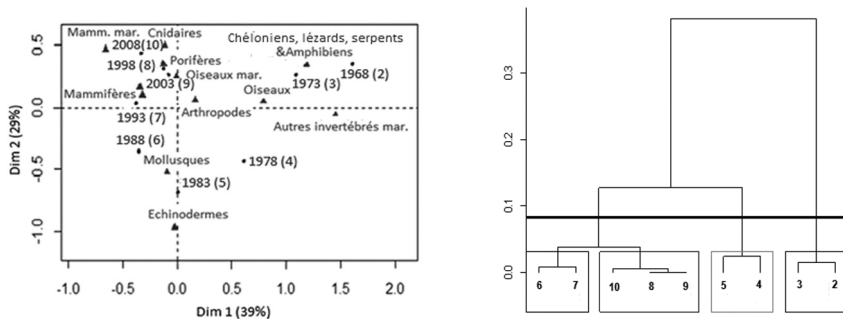 Mamm. mar.
Cnidaires
Chéloniens, lézards, serpents
&Amphibiens
2008(10)
Porifères
1998 (8)
Oiseaux mar.
1968 (2)
1973 (3)
2003 (9)
Oiseaux
Mammifères
Arthropodes
Autres invertébrés mar.
1993 (7)
1988 (6)
Mollusques
1978 (4)
1983 (5)
Echinodermes
Dim 2 (29%)
0.5
0.0
-0.5
-1.0
-1.0 -0.5 0.0 0.5 1.0 1.5 2.0
Dim 1 (39%)
0.3
0.2
0.1
0.0
6 7 10 8 9 5 4 3 2